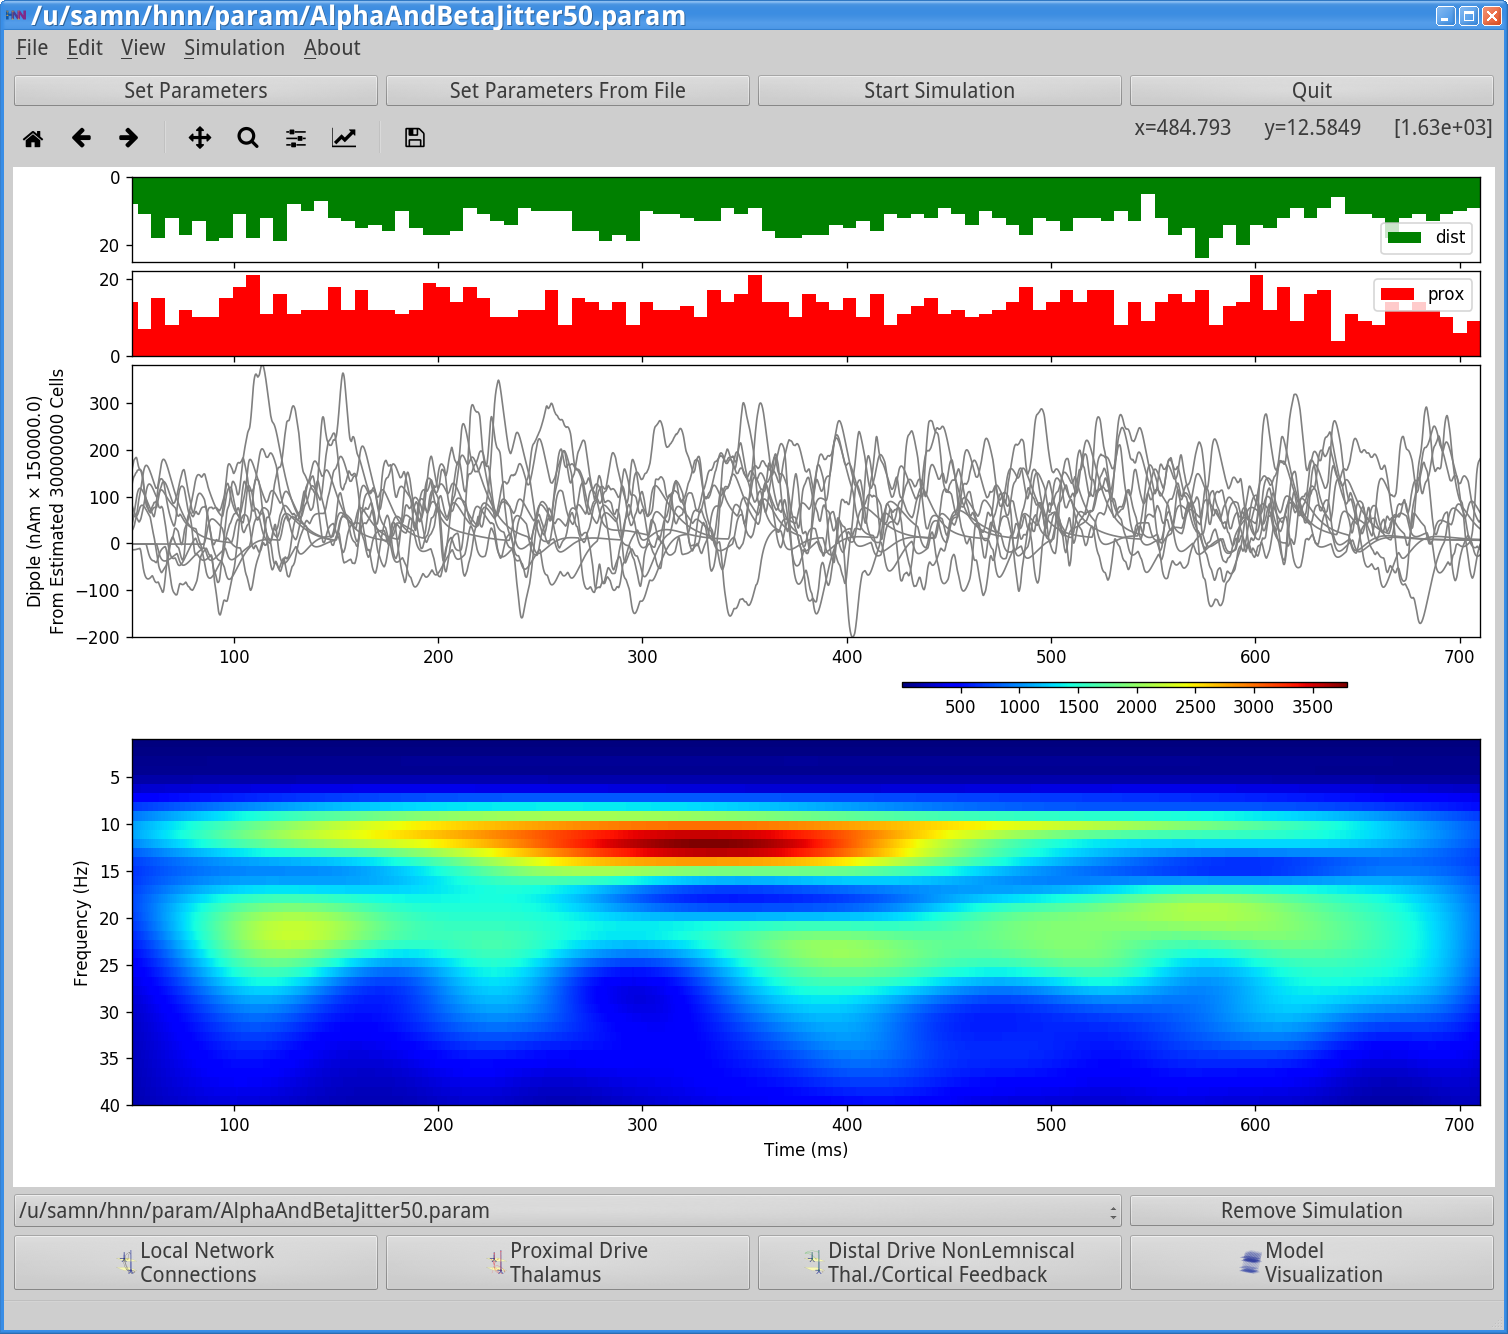 HNN /u/samn/hnn/param/AlphaAndBetaJitter50.param
File Edit View Simulation About
Set Parameters Set Parameters From File Start Simulation Quit
x=484.793 y=12.5849 [1.63e+03]
0
20
dist
20
0
prox
Dipole (nAm × 150000.0)
From Estimated 30000000 Cells
300
200
100
0
−100
−200
100 200 300 400 500 600 700
500 1000 1500 2000 2500 3000 3500
Frequency (Hz)
5
10
15
20
25
30
35
40
100 200 300 400 500 600 700
Time (ms)
/u/samn/hnn/param/AlphaAndBetaJitter50.param Remove Simulation
Local Network
Connections
Proximal Drive
Thalamus
Distal Drive NonLemniscal
Thal./Cortical Feedback
Model
Visualization